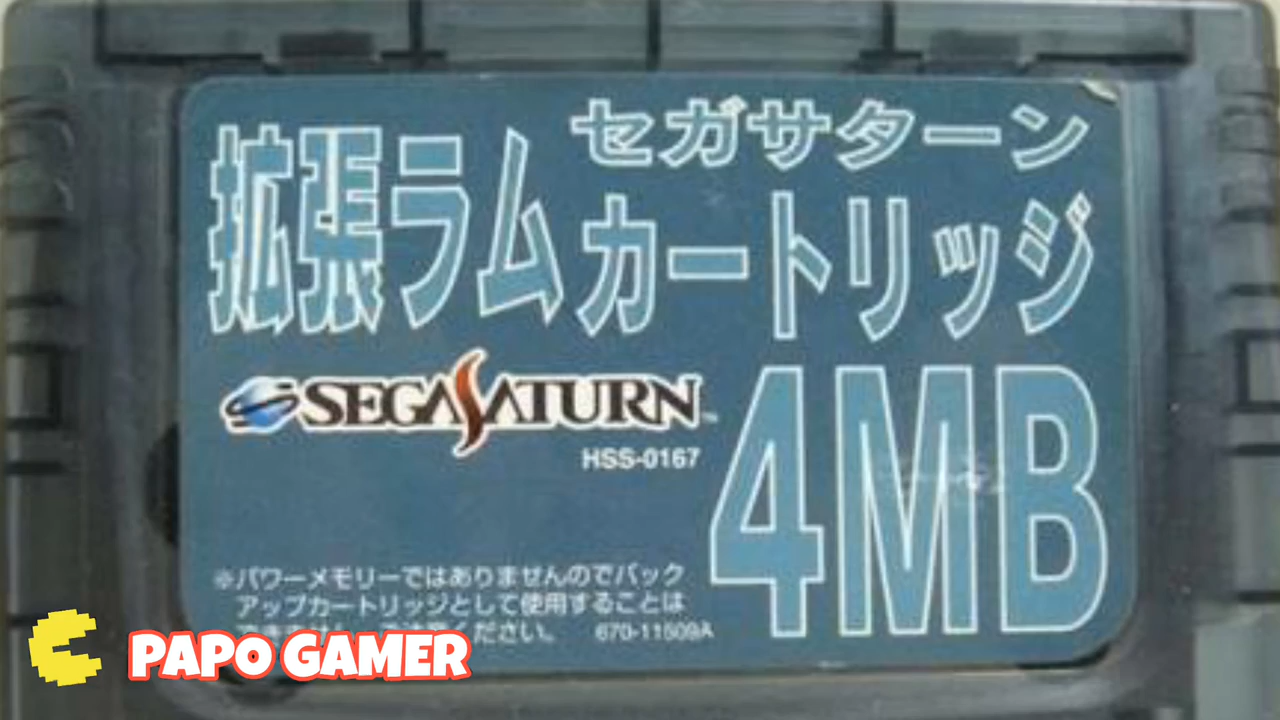 セガサターン
拡張ラムカートリッジ
SEGA SATURN™
HSS-0167
4MB
※パワーメモリーではありませんのでバック
アップカートリッジとして使用することは
ください。 670-11509A
PAPO GAMER